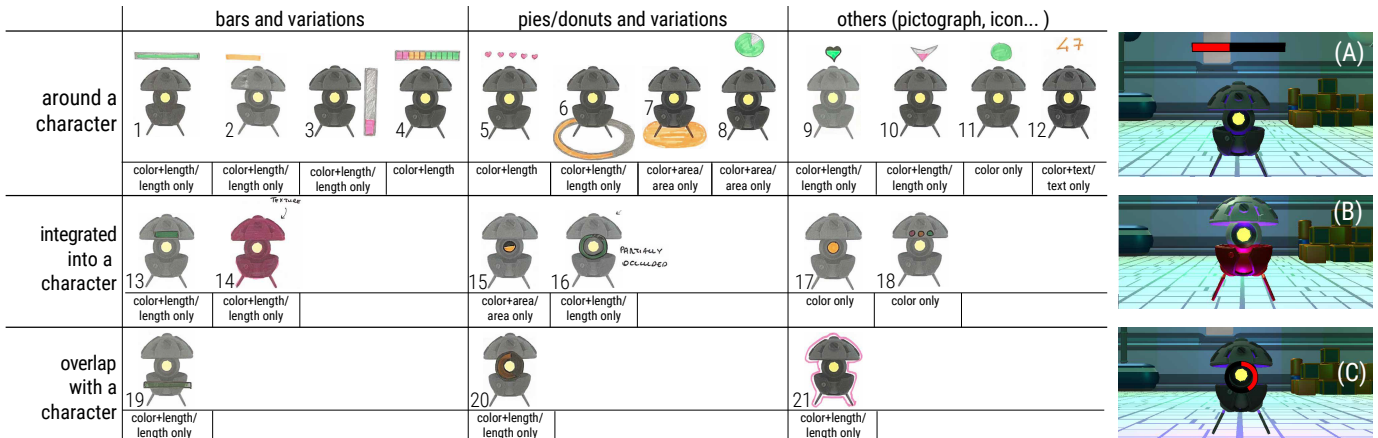 bars and variations
pies/donuts and variations
others (pictograph, icon... )
around a
character
1
2
3
4
5
6
7
8
9
10
11
12
47
color+length/
length only
color+length/
length only
color+length/
length only
color+length
color+length
color+length/
length only
color+area/
area only
color+area/
area only
color+length/
length only
color+length/
length only
color only
color+text/
text only
integrated
into a
character
TEXTURE
13
14
15
16
PARTIALLY
OCCLUDED
17
18
color+length/
length only
color+length/
length only
color+area/
area only
color+length/
length only
color only
color only
overlap
with a
character
19
20
21
color+length/
length only
color+length/
length only
color+length/
length only
(A)
(B)
(C)